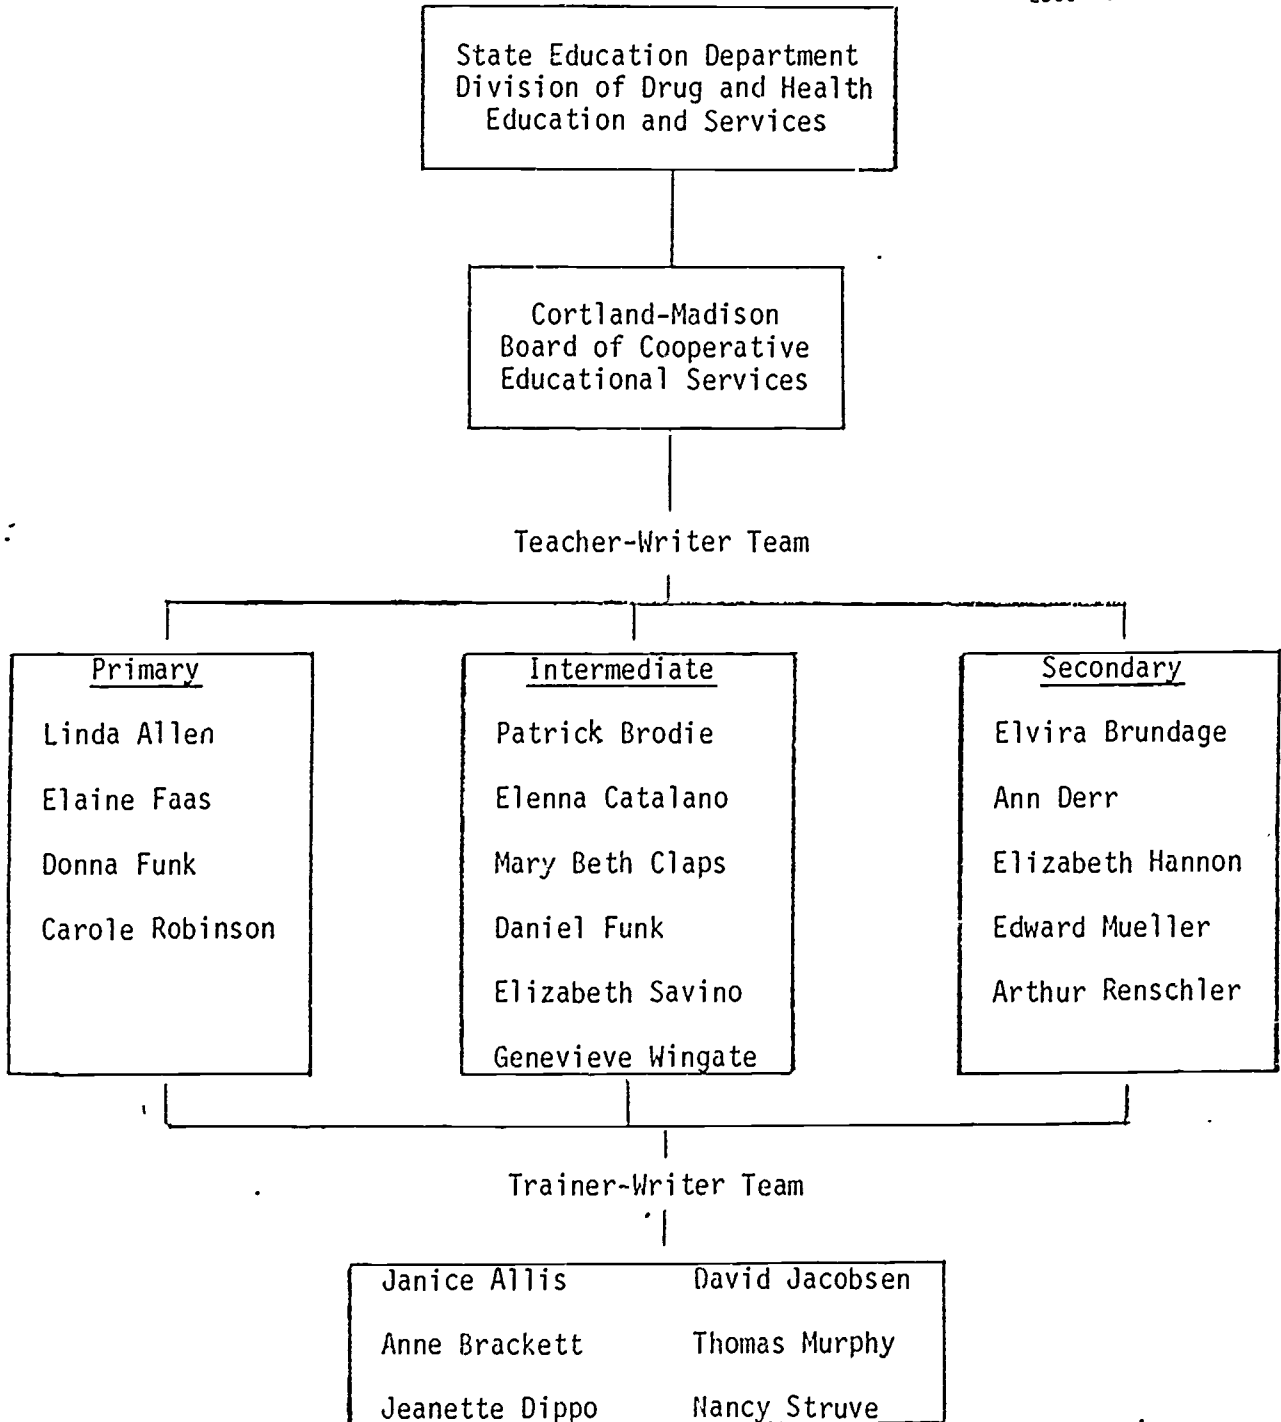 State Education Department
Division of Drug and Health
Education and Services
Cortland-Madison
Board of Cooperative
Educational Services
Teacher-Writer Team
Primary
Linda Allen
Elaine Faas
Donna Funk
Carole Robinson
Intermediate
Patrick Brodie
Elenna Catalano
Mary Beth Claps
Daniel Funk
Elizabeth Savino
Genevieve Wingate
Secondary
Elvira Brundage
Ann Derr
Elizabeth Hannon
Edward Mueller
Arthur Renschler
Trainer-Writer Team
Janice Allis
Anne Brackett
Jeanette Dippo
David Jacobsen
Thomas Murphy
Nancy Struve